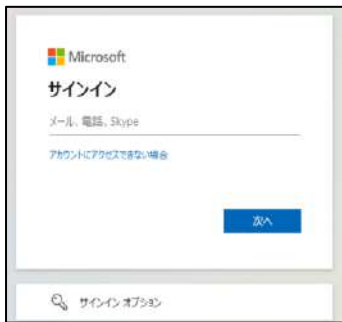 Microsoft
サインイン
メール、電話、Skype
アカウントにアクセスできない場合
次へ
サインイン オプション